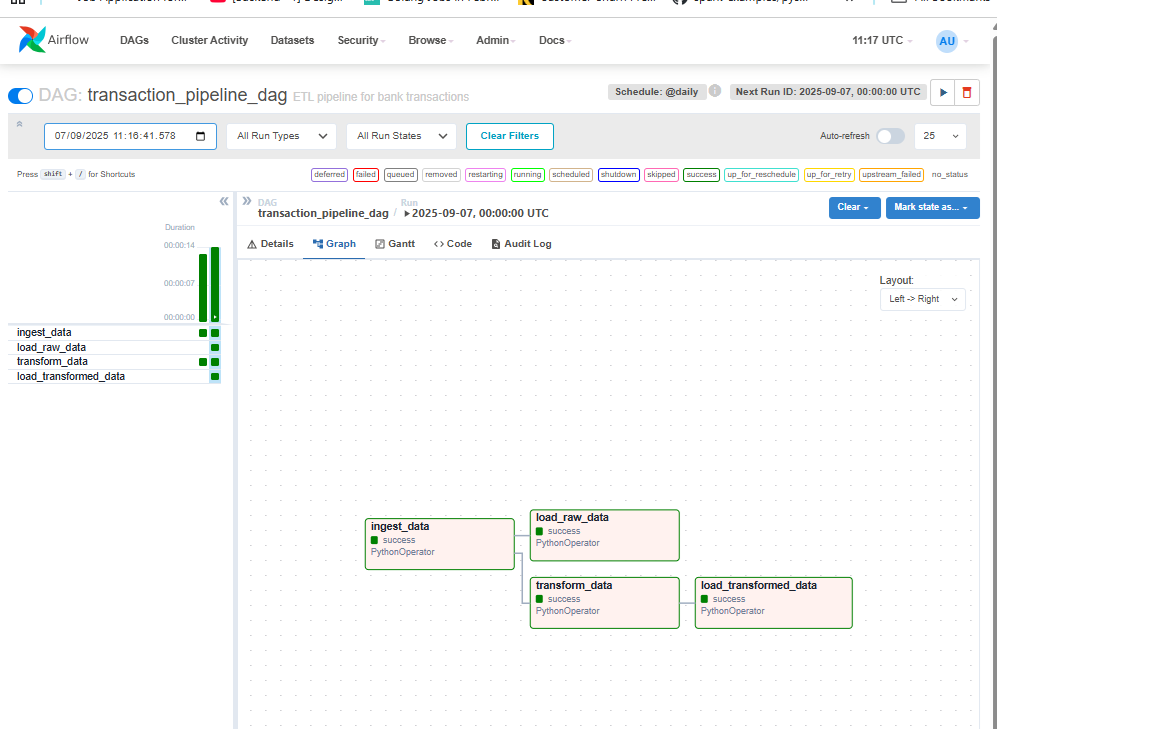 Airflow DAGs Cluster Activity Datasets Security Browse Admin Docs 11:17 UTC AU
DAG: transaction_pipeline_dag ETL pipeline for bank transactions Schedule: @daily i Next Run ID: 2025-09-07, 00:00:00 UTC
07/09/2025 11:16:41.578 All Run Types All Run States Clear Filters Auto-refresh 25
Press shift + / for Shortcuts deferred failed queued removed restarting running scheduled shutdown skipped success up_for_reschedule up_for_retry upstream_failed no_status
DAG Run
transaction_pipeline_dag / 2025-09-07, 00:00:00 UTC Clear Mark state as...
Duration
00:00:14
00:00:07
00:00:00
ingest_data
load_raw_data
transform_data
load_transformed_data
Details Graph Gantt <> Code Audit Log
Layout:
Left -> Right
ingest_data
success
PythonOperator
load_raw_data
success
PythonOperator
transform_data
success
PythonOperator
load_transformed_data
success
PythonOperator